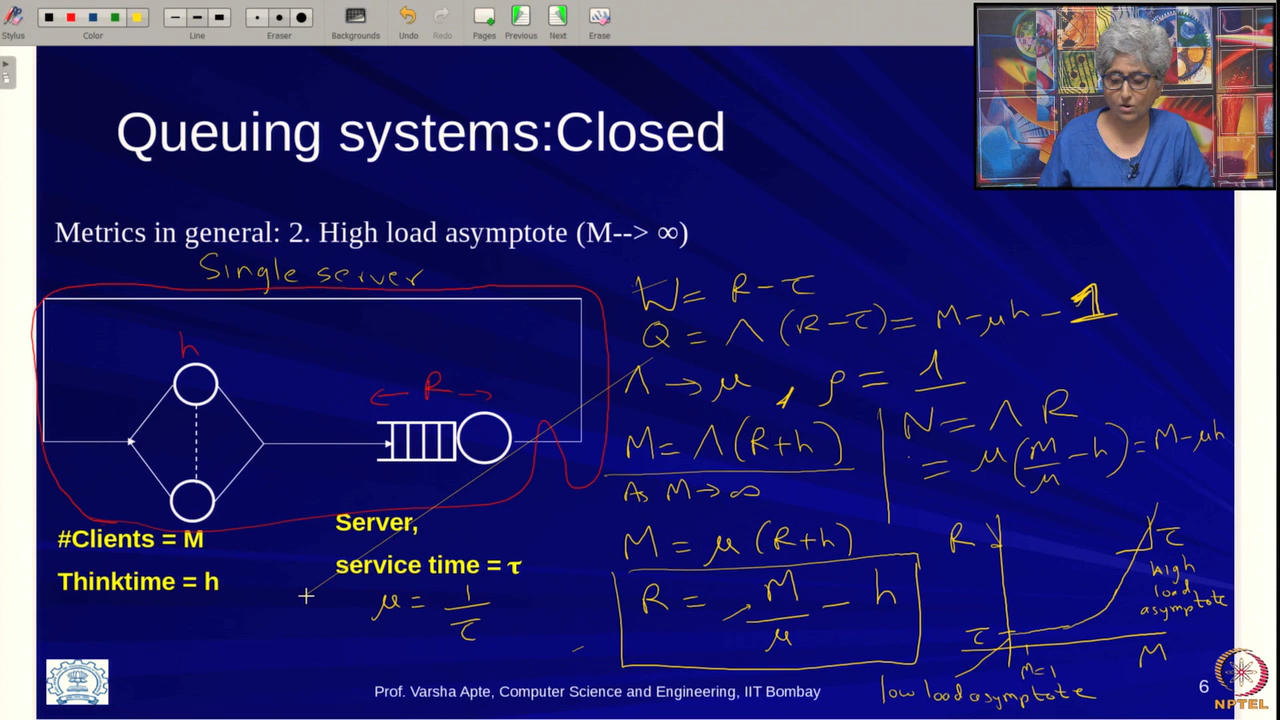 Stylus
Color
Line
Eraser
Backgrounds
Undo
Redo
Pages
Previous
Next
Erase
Queuing systems:Closed
Metrics in general: 2. High load asymptote (M--> ∞)
Single server
h
← R →
#Clients = M
Thinktime = h
Server,
service time = τ
μ = 1/τ
W = R - τ
Q = Λ (R - τ) = M - μh - 1
Λ → μ , ρ = 1
M = Λ (R+h)
As M → ∞
M = μ (R+h)
R = M/μ - h
N = Λ R
= μ (M/μ - h) = M - μh
R
τ
high
load
asymptote
τ
M=1
M
low load asymptote
Prof. Varsha Apte, Computer Science and Engineering, IIT Bombay
6
NPTEL